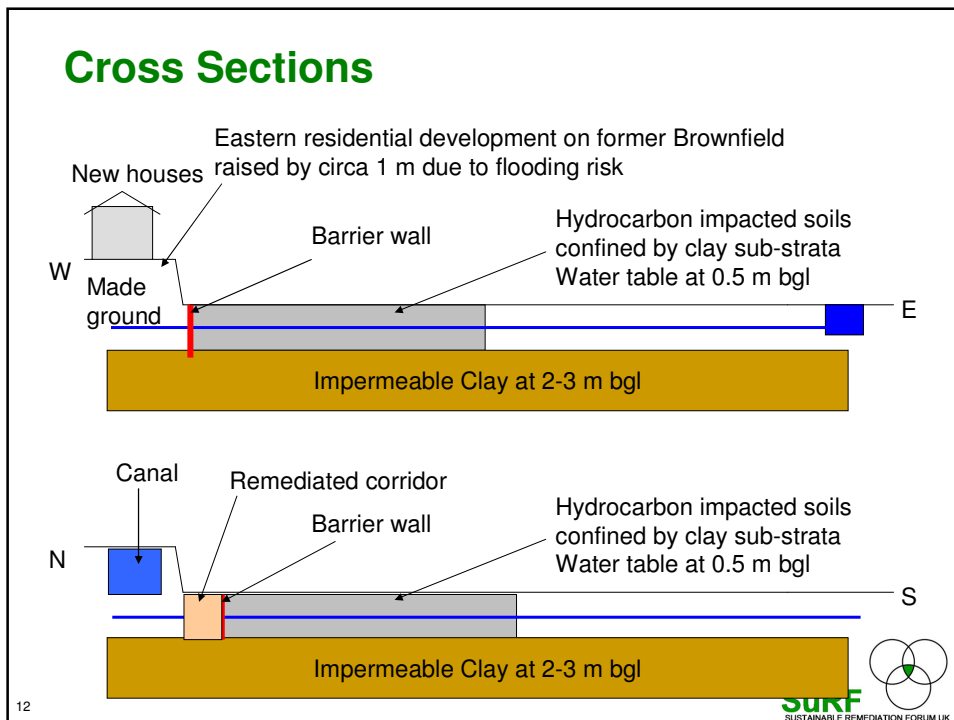 Cross Sections
Eastern residential development on former Brownfield
raised by circa 1 m due to flooding risk
New houses
Hydrocarbon impacted soils
confined by clay sub-strata
Water table at 0.5 m bgl
Barrier wall
W
Made
ground
E
Impermeable Clay at 2-3 m bgl
Canal
Remediated corridor
Barrier wall
Hydrocarbon impacted soils
confined by clay sub-strata
Water table at 0.5 m bgl
N
S
Impermeable Clay at 2-3 m bgl
12
SuRF
SUSTAINABLE REMEDIATION FORUM UK